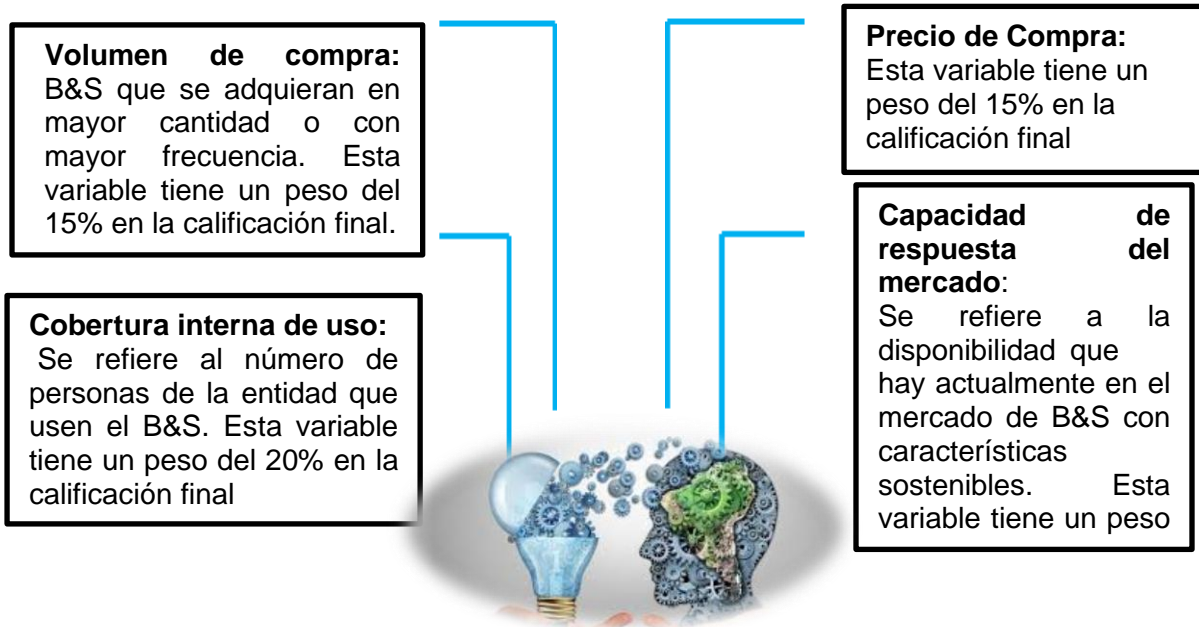 Volumen de compra:
B&S que se adquieran en
mayor cantidad o con
mayor frecuencia. Esta
variable tiene un peso del
15% en la calificación final.
Cobertura interna de uso:
Se refiere al número de
personas de la entidad que
usen el B&S. Esta variable
tiene un peso del 20% en la
calificación final
Precio de Compra:
Esta variable tiene un
peso del 15% en la
calificación final
Capacidad de
respuesta del
mercado:
Se refiere a la
disponibilidad que
hay actualmente en el
mercado de B&S con
características
sostenibles. Esta
variable tiene un peso